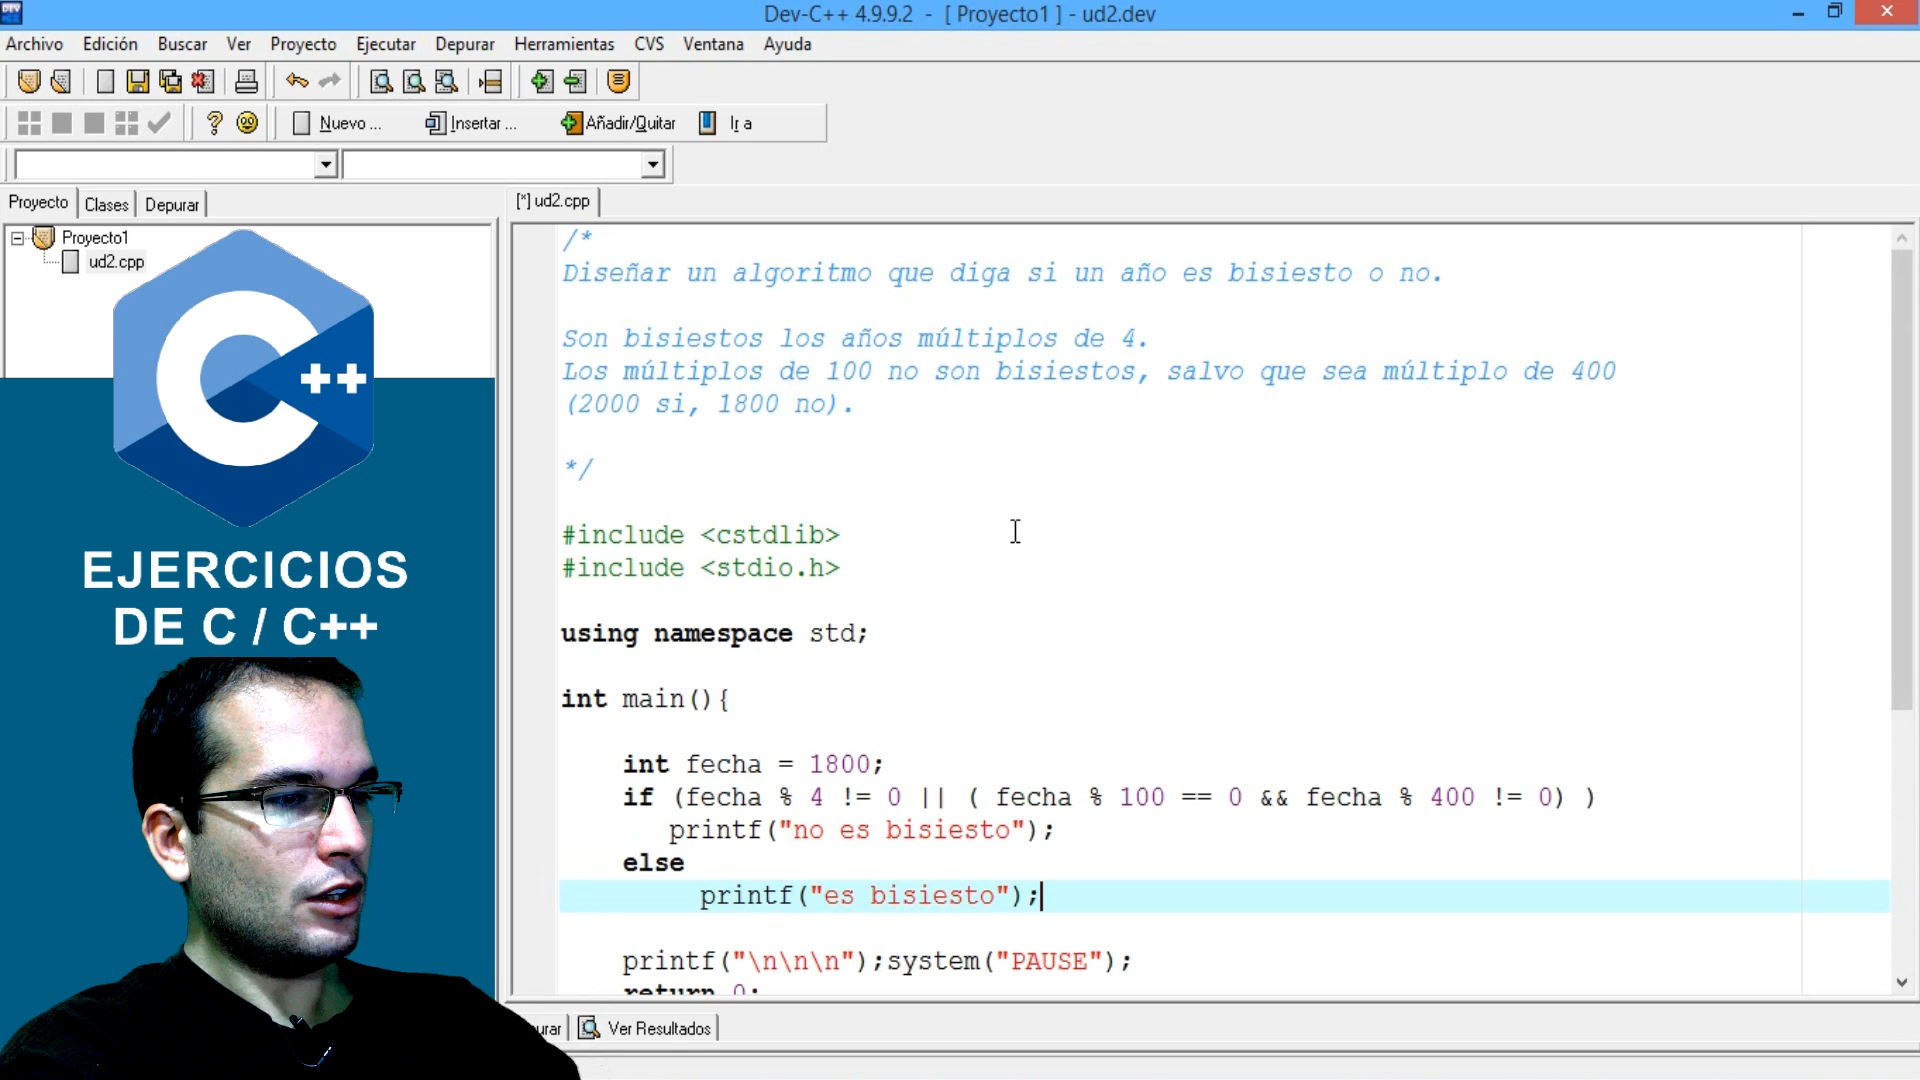 Dev-C++ 4.9.9.2 - [ Proyecto1 ] - ud2.dev
Archivo Edición Buscar Ver Proyecto Ejecutar Depurar Herramientas CVS Ventana Ayuda
Nuevo ... Insertar ... Añadir/Quitar Ir a
Proyecto Clases Depurar
[*] ud2.cpp
Proyecto1
ud2.cpp
C++
EJERCICIOS
DE C / C++
/*
Diseñar un algoritmo que diga si un año es bisiesto o no.
Son bisiestos los años múltiplos de 4.
Los múltiplos de 100 no son bisiestos, salvo que sea múltiplo de 400
(2000 si, 1800 no).
*/
#include <cstdlib>
#include <stdio.h>
using namespace std;
int main(){
int fecha = 1800;
if (fecha % 4 != 0 || ( fecha % 100 == 0 && fecha % 400 != 0) )
printf("no es bisiesto");
else
printf("es bisiesto");
printf("\n\n\n");system("PAUSE");
return 0;
urar Ver Resultados